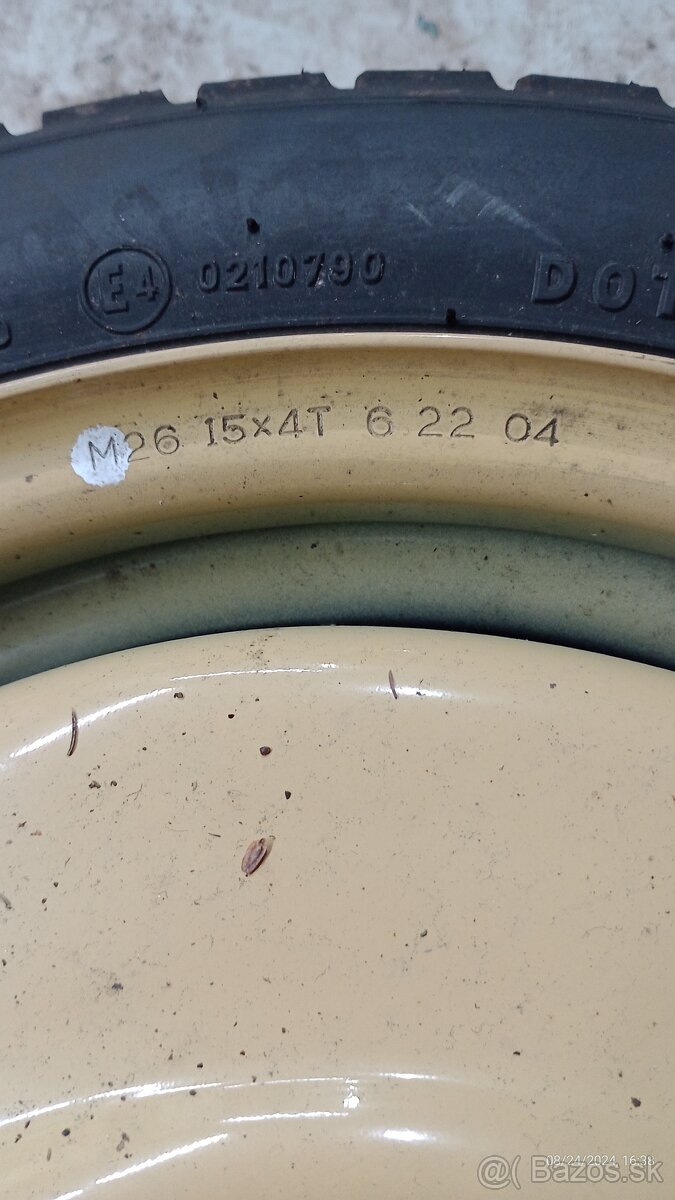 E4 0210790 DOT
M26 15x4T 6 22 04
08/24/2024 16:38
@( Bazos.sk